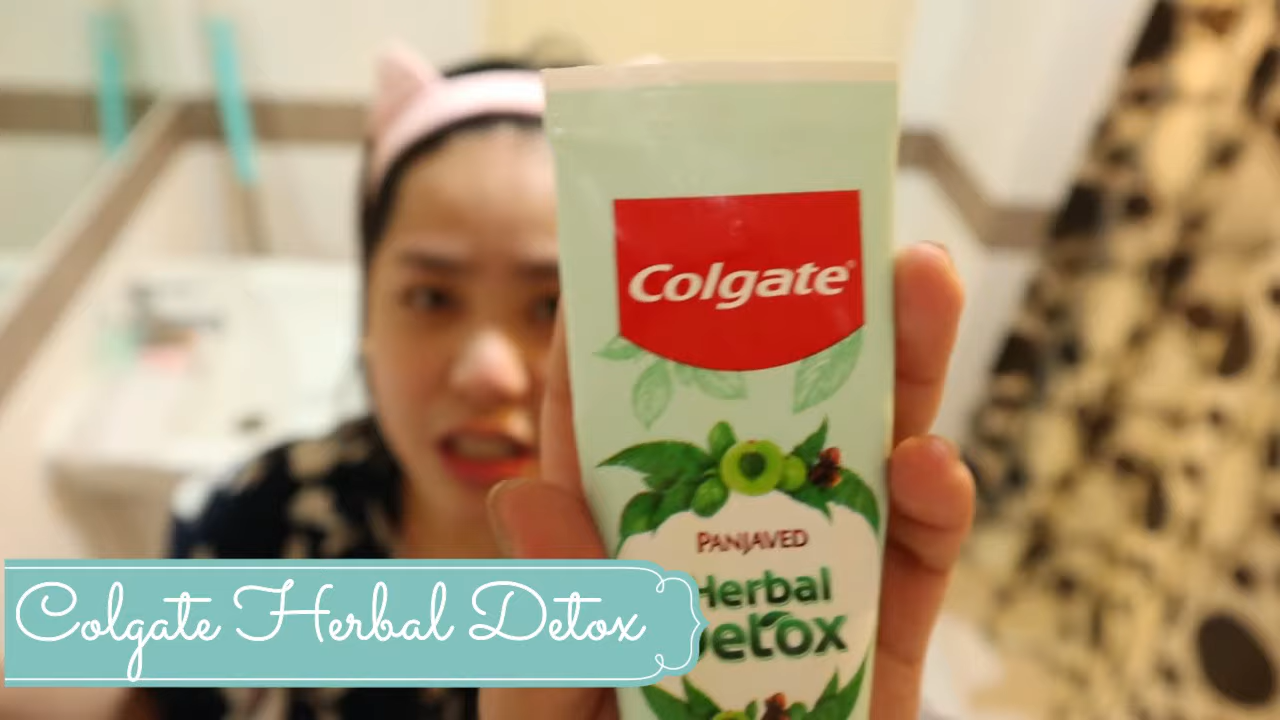 Colgate
PANJAVED
Herbal
Detox
Colgate Herbal Detox